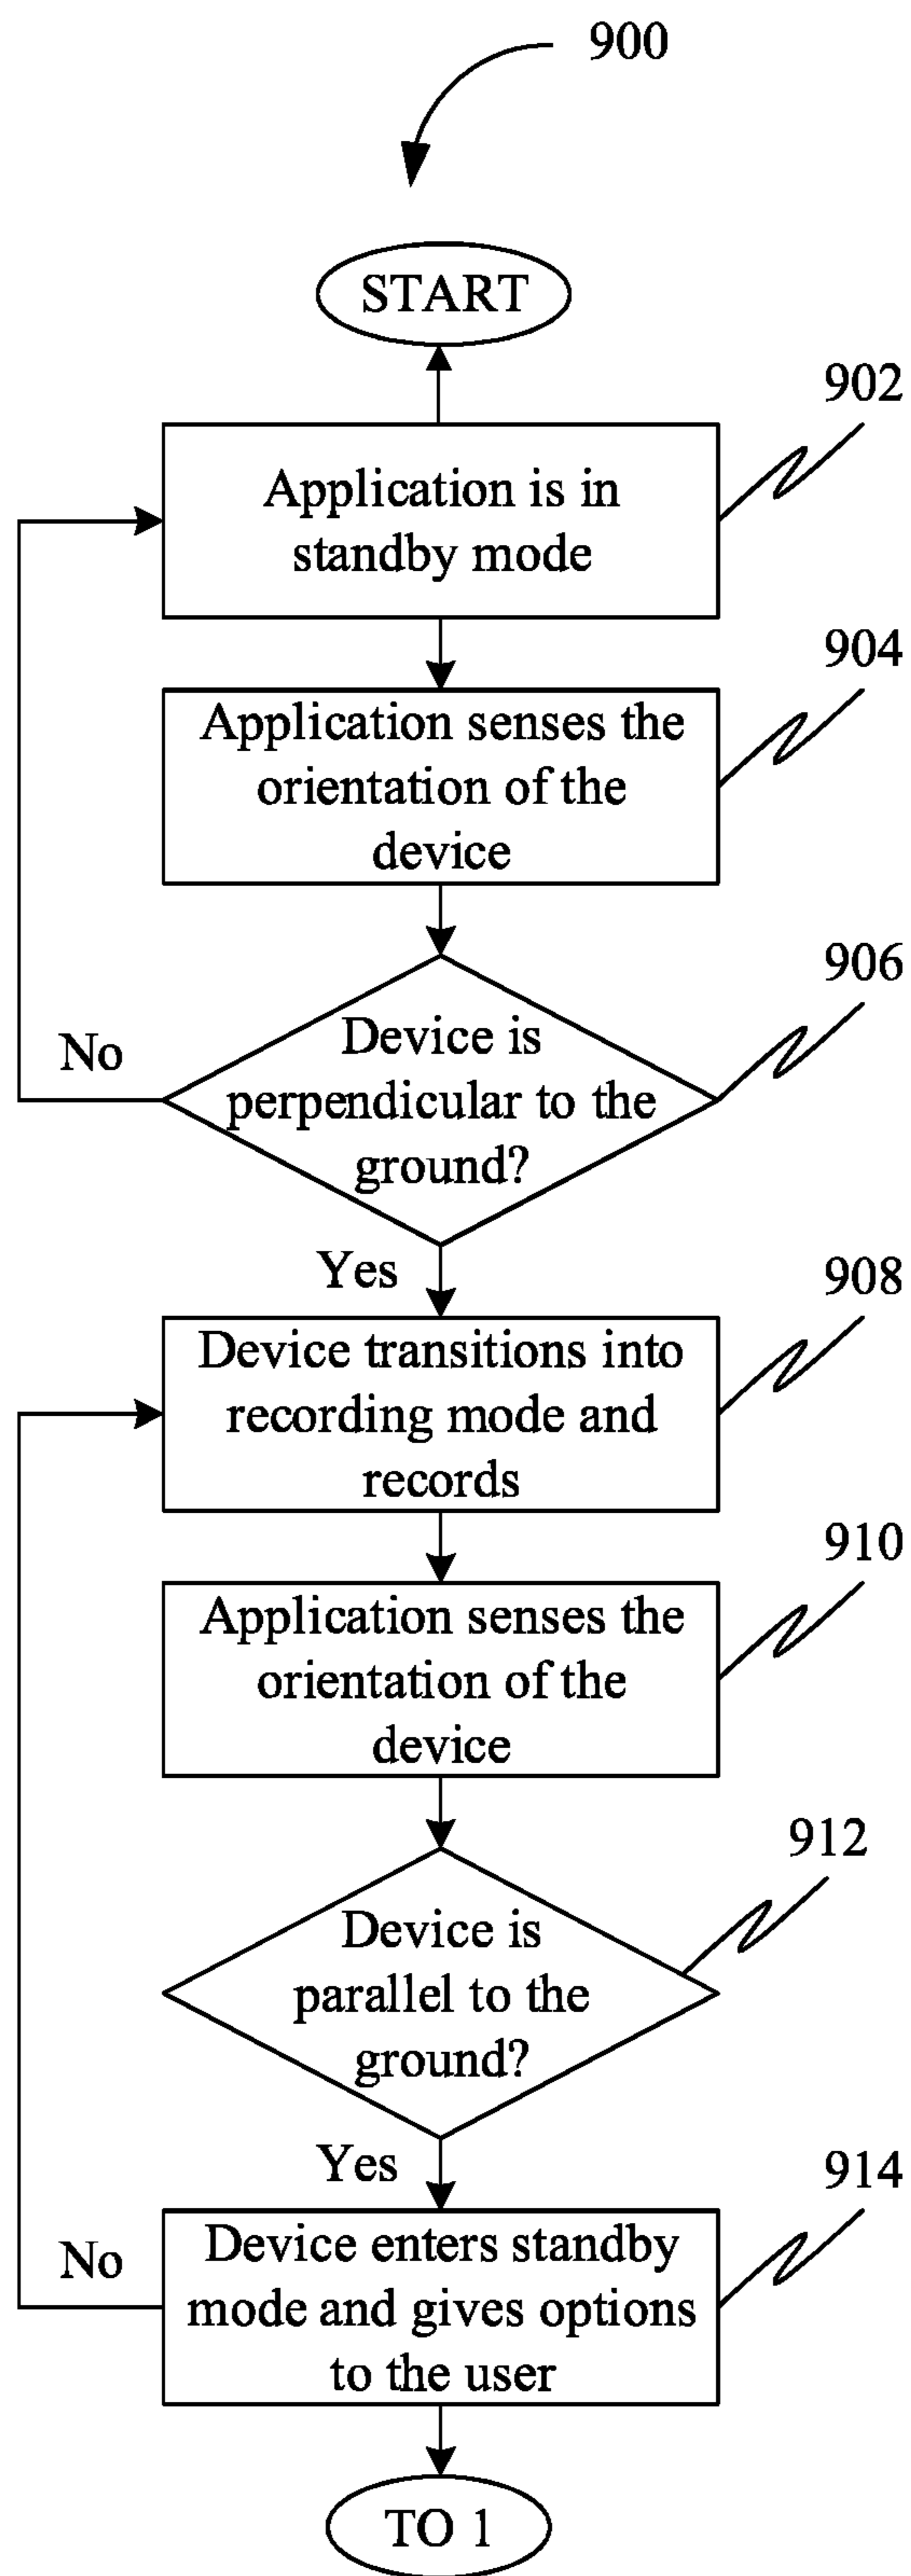 900
START
902
Application is in
standby mode
904
Application senses the
orientation of the
device
906
Device is
perpendicular to the
ground?
No
Yes
908
Device transitions into
recording mode and
records
910
Application senses the
orientation of the
device
912
Device is
parallel to the
ground?
Yes
914
No
Device enters standby
mode and gives options
to the user
TO 1